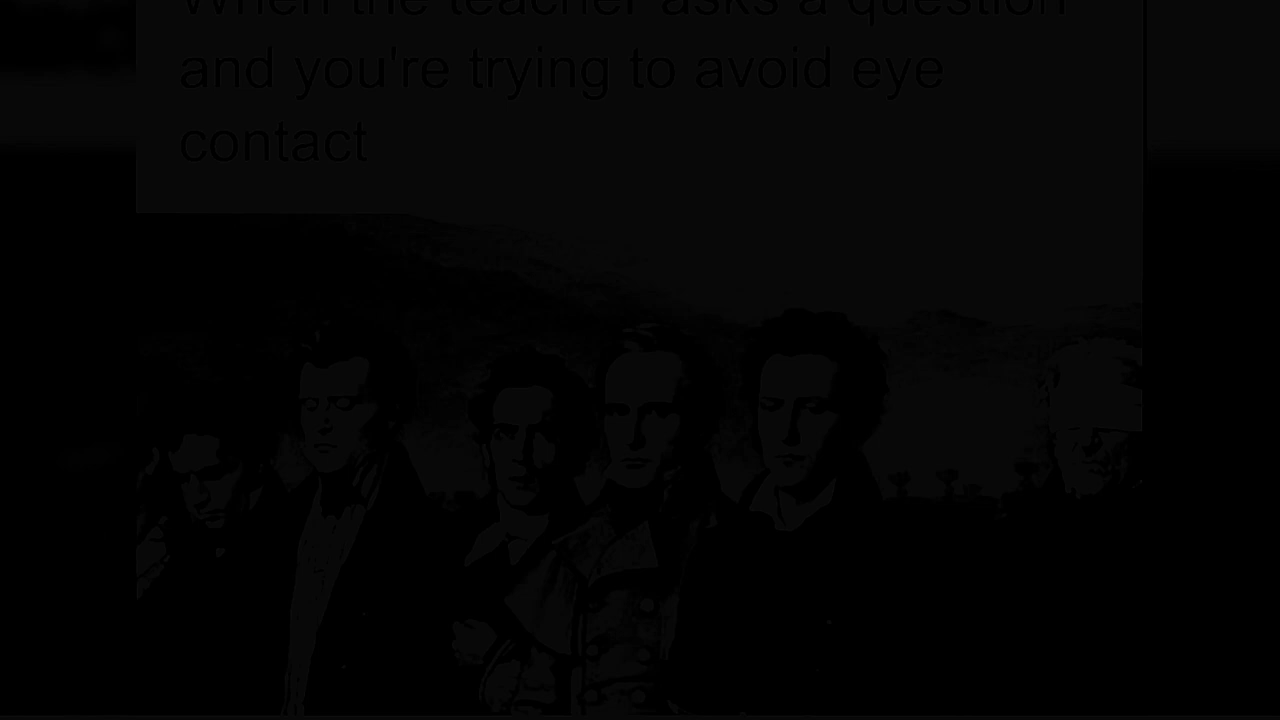 When the teacher asks a question
and you're trying to avoid eye
contact